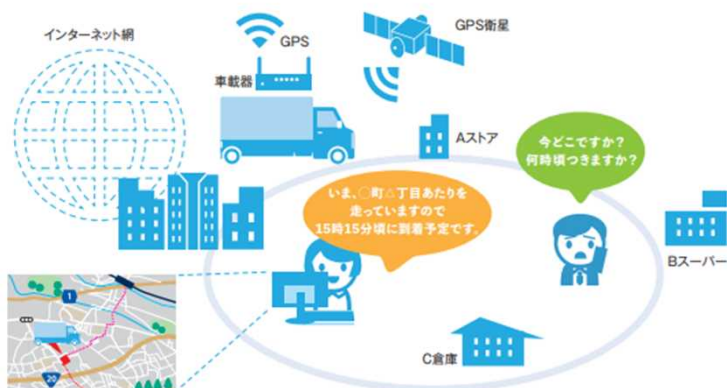 インターネット網
GPS
GPS衛星
車載器
Aストア
今どこですか?
何時頃つきますか?
いま、○町△丁目あたりを
走っていますので
15時15分頃に到着予定です。
Bスーパー
C倉庫
1
20